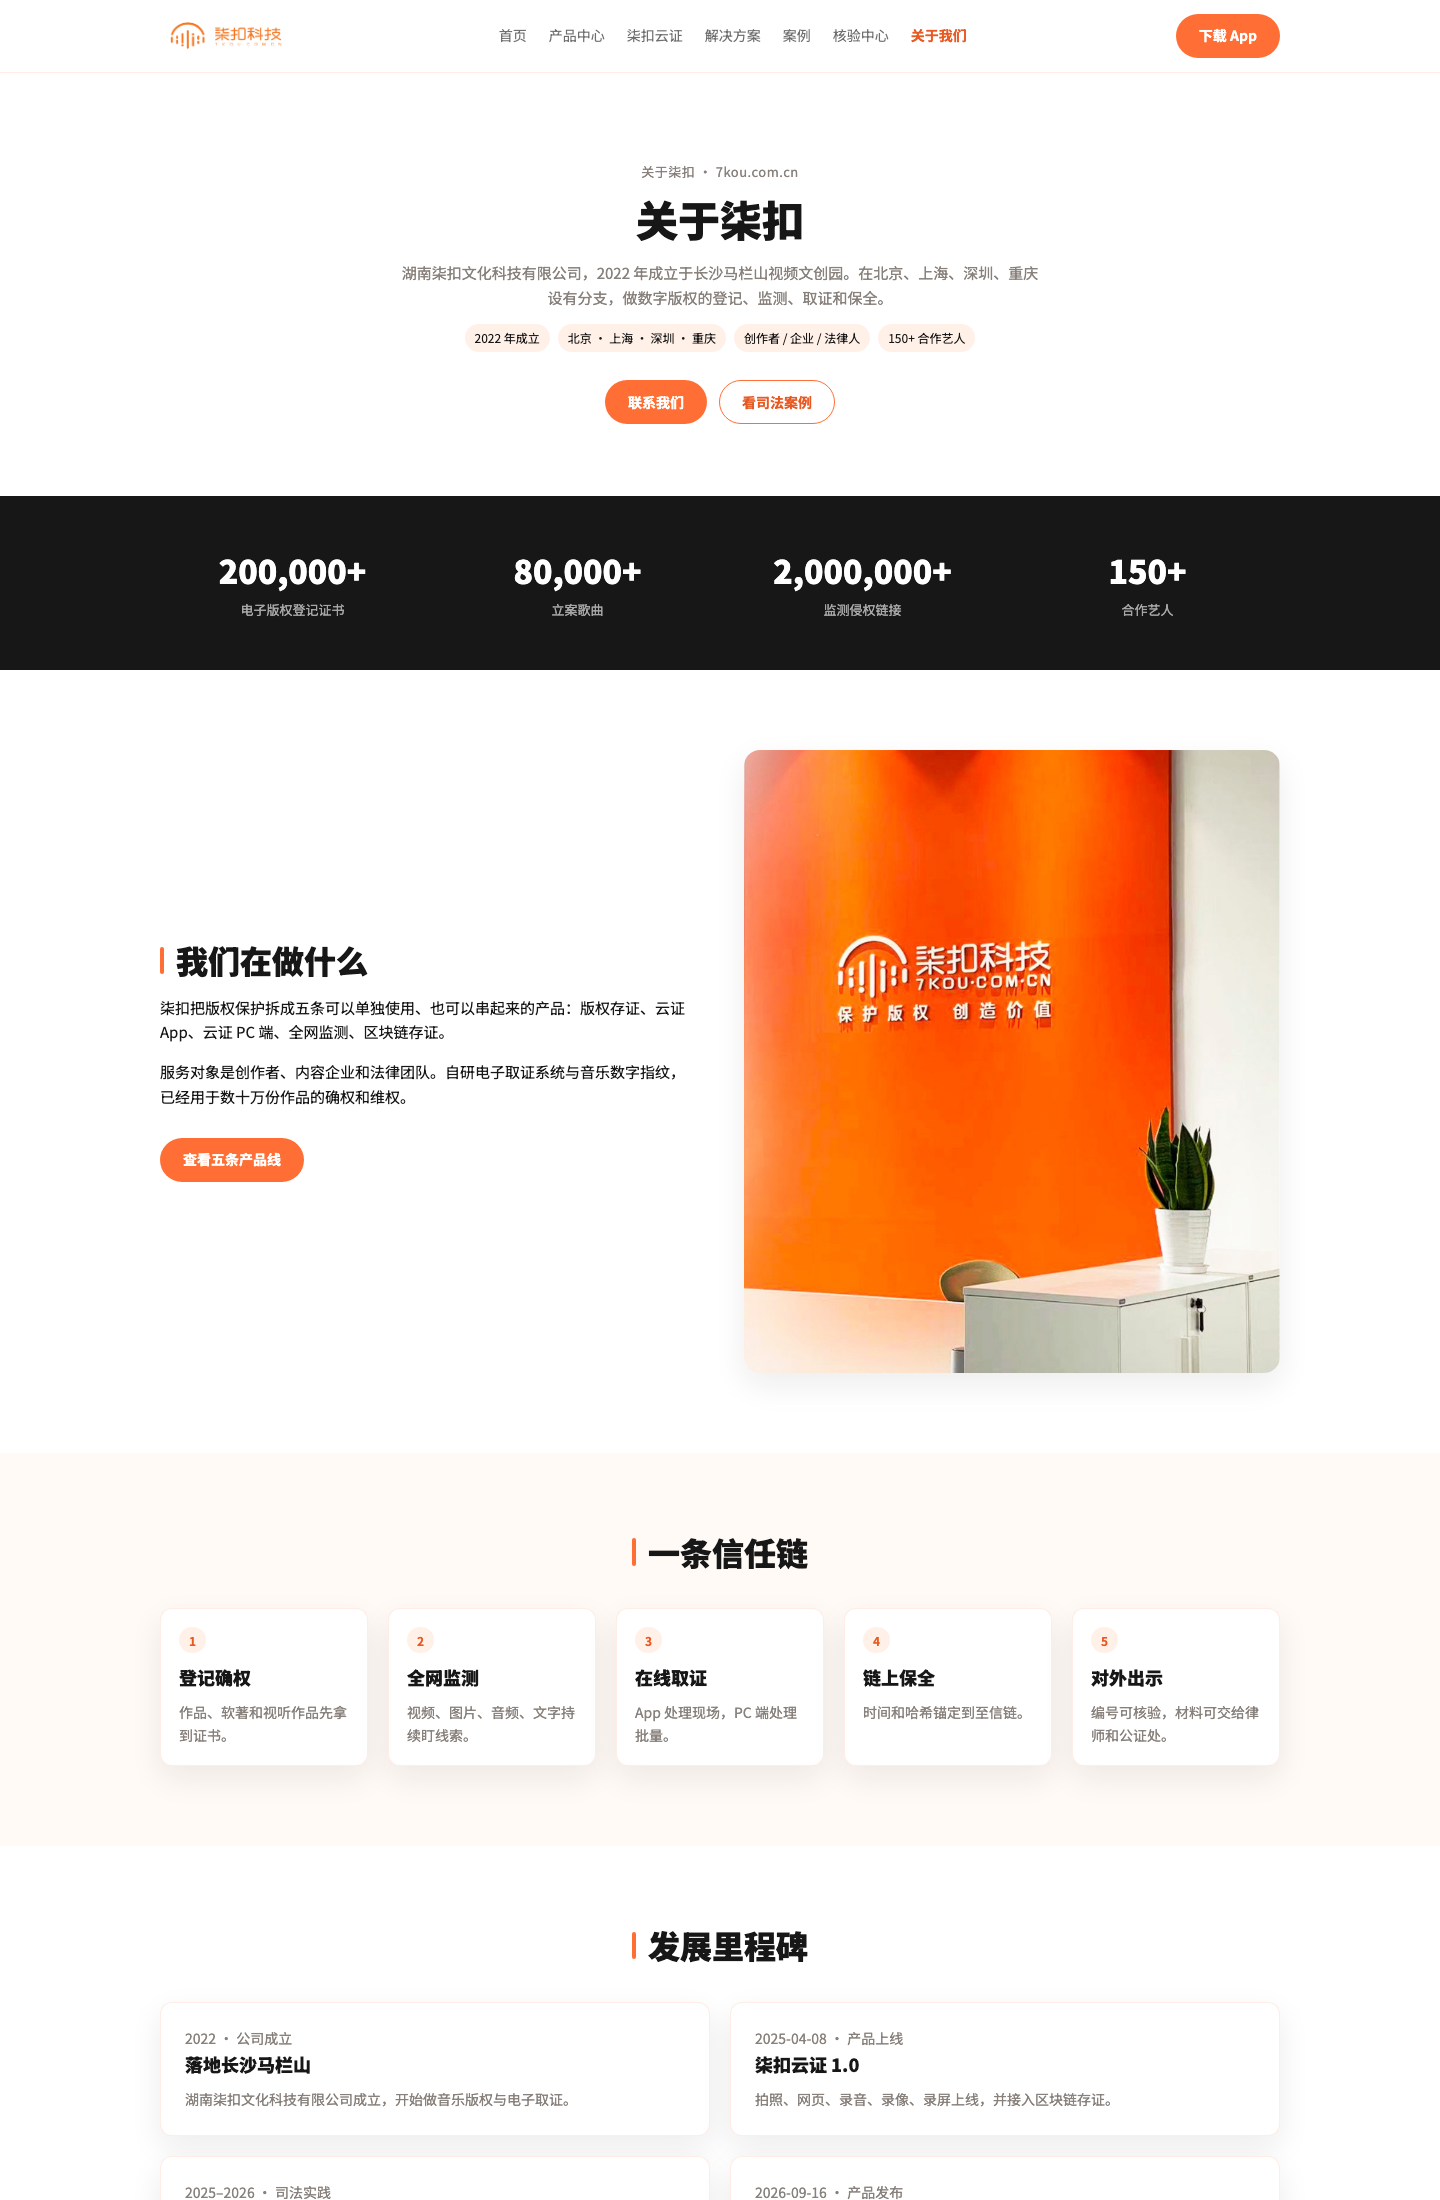 柒扣科技
7KOU.COM.CN
首页 产品中心 柒扣云证 解决方案 案例 核验中心 关于我们
下载 App
关于柒扣 · 7kou.com.cn
关于柒扣
湖南柒扣文化科技有限公司，2022 年成立于长沙马栏山视频文创园。在北京、上海、深圳、重庆
设有分支，做数字版权的登记、监测、取证和保全。
2022 年成立
北京 · 上海 · 深圳 · 重庆
创作者 / 企业 / 法律人
150+ 合作艺人
联系我们
看司法案例
200,000+
电子版权登记证书
80,000+
立案歌曲
2,000,000+
监测侵权链接
150+
合作艺人
我们在做什么
柒扣把版权保护拆成五条可以单独使用、也可以串起来的产品：版权存证、云证
App、云证 PC 端、全网监测、区块链存证。
服务对象是创作者、内容企业和法律团队。自研电子取证系统与音乐数字指纹，
已经用于数十万份作品的确权和维权。
查看五条产品线
柒扣科技
7KOU·COM·CN
保护版权 创造价值
一条信任链
1
登记确权
作品、软著和视听作品先拿
到证书。
2
全网监测
视频、图片、音频、文字持
续盯线索。
3
在线取证
App 处理现场，PC 端处理
批量。
4
链上保全
时间和哈希锚定到至信链。
5
对外出示
编号可核验，材料可交给律
师和公证处。
发展里程碑
2022 · 公司成立
落地长沙马栏山
湖南柒扣文化科技有限公司成立，开始做音乐版权与电子取证。
2025-04-08 · 产品上线
柒扣云证 1.0
拍照、网页、录音、录像、录屏上线，并接入区块链存证。
2025–2026 · 司法实践
2026-09-16 · 产品发布